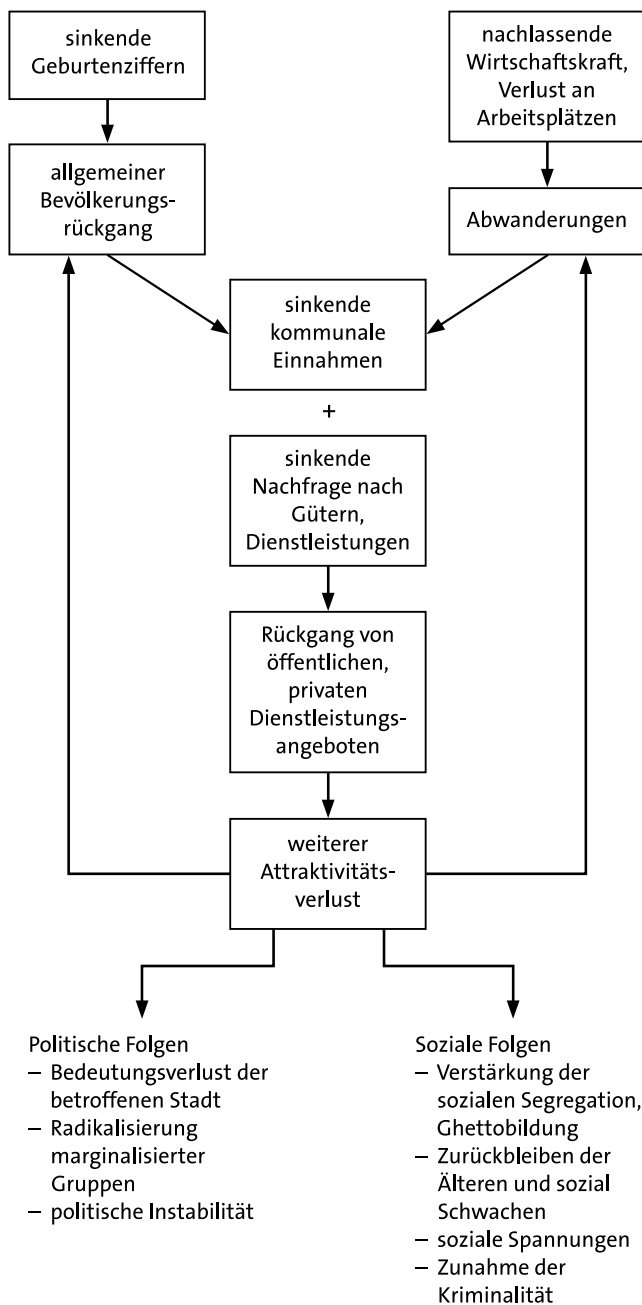 sinkende
Geburtenziffern
nachlassende
Wirtschaftskraft,
Verlust an
Arbeitsplätzen
allgemeiner
Bevölkerungs-
rückgang
Abwanderungen
sinkende
kommunale
Einnahmen
+
sinkende
Nachfrage nach
Gütern,
Dienstleistungen
Rückgang von
öffentlichen,
privaten
Dienstleistungs-
angeboten
weiterer
Attraktivitäts-
verlust
Politische Folgen
– Bedeutungsverlust der
betroffenen Stadt
– Radikalisierung
marginalisierter
Gruppen
– politische Instabilität
Soziale Folgen
– Verstärkung der
sozialen Segregation,
Ghettobildung
– Zurückbleiben der
Älteren und sozial
Schwachen
– soziale Spannungen
– Zunahme der
Kriminalität